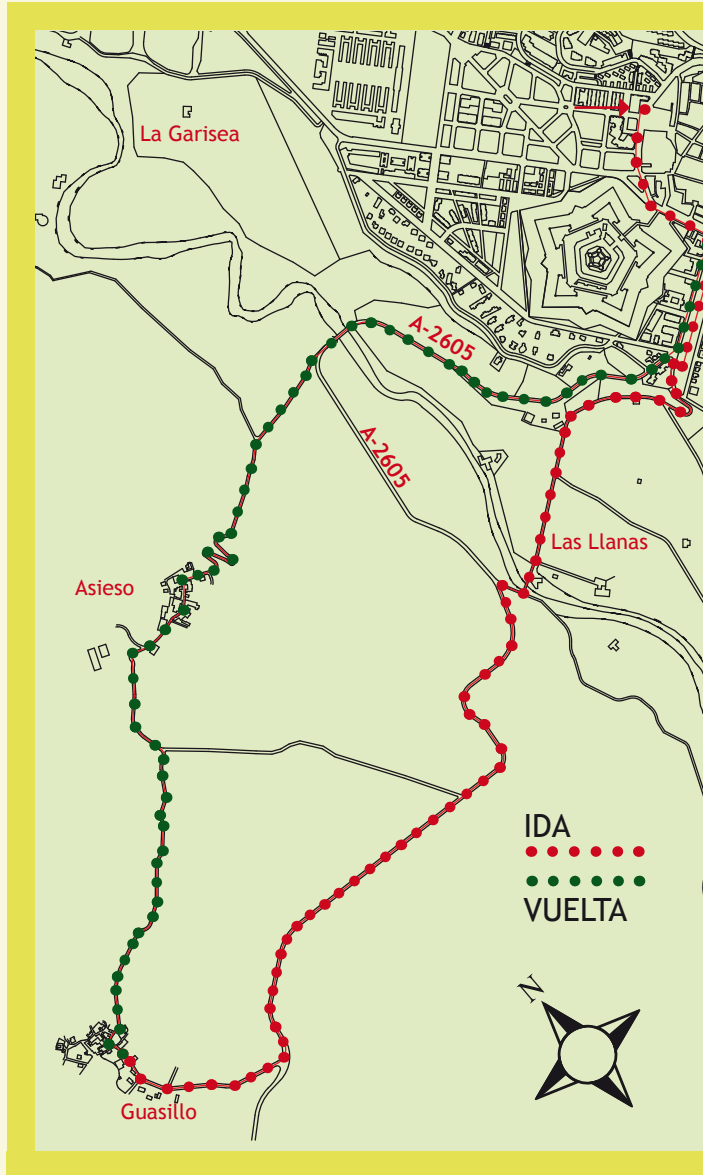 La Garisea
A-2605
A-2605
Las Llanas
Asieso
IDA
VUELTA
N
Guasillo